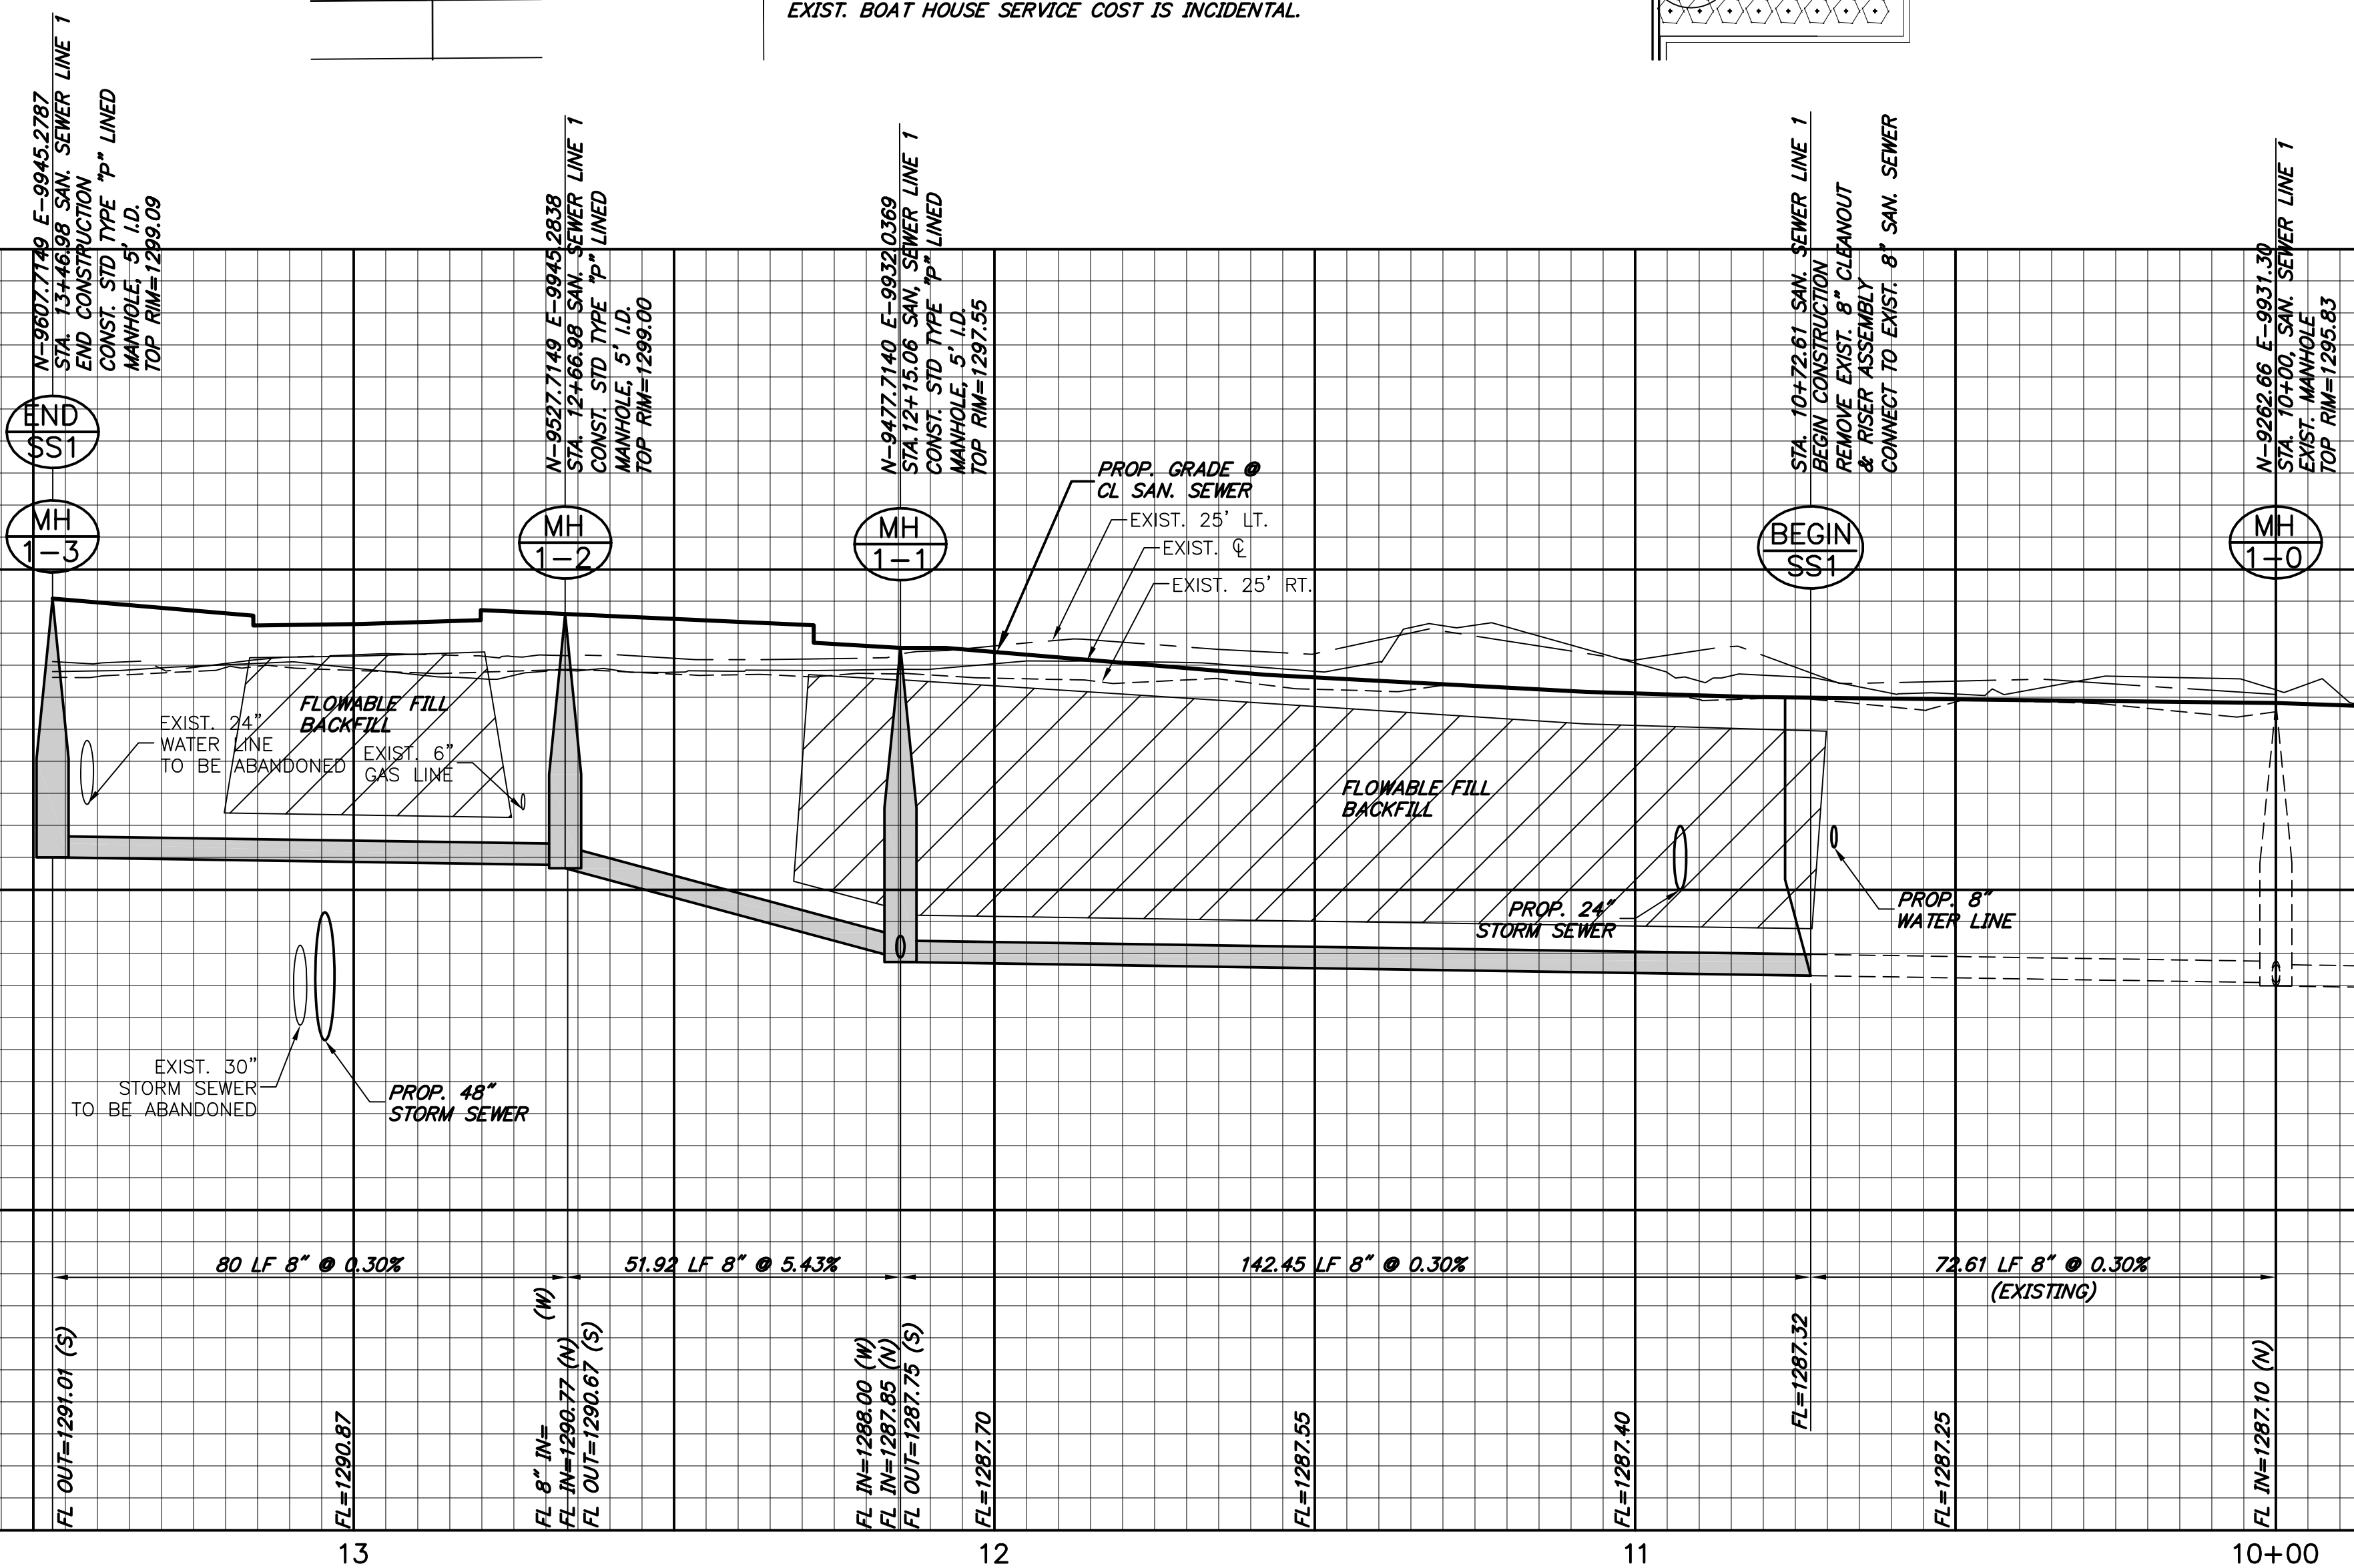 EXIST. BOAT HOUSE SERVICE COST IS INCIDENTAL.
N-9607.7149 E-9945.2787
STA. 13+46.98 SAN. SEWER LINE 1
END CONSTRUCTION
CONST. STD TYPE "P" LINED
MANHOLE, 5' I.D.
TOP RIM=1299.09
N-9527.7149 E-9945.2838
STA. 12+66.98 SAN. SEWER LINE 1
CONST. STD TYPE "P" LINED
MANHOLE, 5' I.D.
TOP RIM=1299.00
N-9477.7140 E-9932.0369
STA.12+15.06 SAN, SEWER LINE 1
CONST. STD TYPE "P" LINED
MANHOLE, 5' I.D.
TOP RIM=1297.55
STA. 10+72.61 SAN. SEWER LINE 1
BEGIN CONSTRUCTION
REMOVE EXIST. 8" CLEANOUT
& RISER ASSEMBLY
CONNECT TO EXIST. 8" SAN. SEWER
N-9262.66 E-9931.30
STA. 10+00, SAN. SEWER LINE 1
EXIST. MANHOLE
TOP RIM=1295.83
END
SS1
MH
1-3
MH
1-2
MH
1-1
BEGIN
SS1
MH
1-0
PROP. GRADE @
CL SAN. SEWER
EXIST. 25' LT.
EXIST. ℄
EXIST. 25' RT.
EXIST. 24"
WATER LINE
TO BE ABANDONED
FLOWABLE FILL
BACKFILL
EXIST. 6"
GAS LINE
FLOWABLE FILL
BACKFILL
PROP. 24"
STORM SEWER
PROP. 8"
WATER LINE
EXIST. 30"
STORM SEWER
TO BE ABANDONED
PROP. 48"
STORM SEWER
80 LF 8" @ 0.30%
51.92 LF 8" @ 5.43%
142.45 LF 8" @ 0.30%
72.61 LF 8" @ 0.30%
(EXISTING)
FL OUT=1291.01 (S)
FL=1290.87
FL 8" IN= (W)
FL IN=1290.77 (N)
FL OUT=1290.67 (S)
FL IN=1288.00 (W)
FL IN=1287.85 (N)
FL OUT=1287.75 (S)
FL=1287.70
FL=1287.55
FL=1287.40
FL=1287.32
FL=1287.25
FL IN=1287.10 (N)
13
12
11
10+00